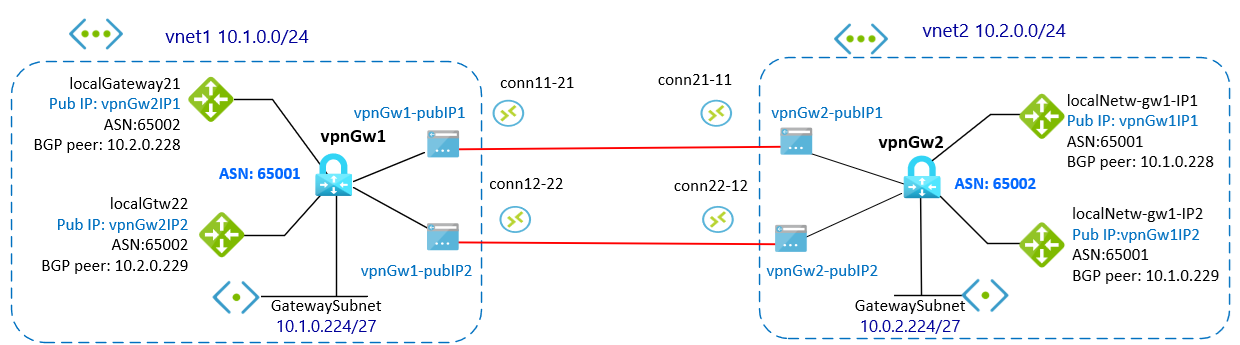 vnet1 10.1.0.0/24
localGateway21
Pub IP: vpnGw2IP1
ASN:65002
BGP peer: 10.2.0.228
vpnGw1
ASN: 65001
localGtw22
Pub IP: vpnGw2IP2
ASN:65002
BGP peer: 10.2.0.229
GatewaySubnet
10.1.0.224/27
vpnGw1-pubIP1
vpnGw1-pubIP2
conn11-21
conn12-22
conn21-11
conn22-12
vnet2 10.2.0.0/24
vpnGw2-pubIP1
vpnGw2-pubIP2
vpnGw2
ASN: 65002
localNetw-gw1-IP1
Pub IP: vpnGw1IP1
ASN:65001
BGP peer: 10.1.0.228
localNetw-gw1-IP2
Pub IP:vpnGw1IP2
ASN:65001
BGP peer: 10.1.0.229
GatewaySubnet
10.0.2.224/27